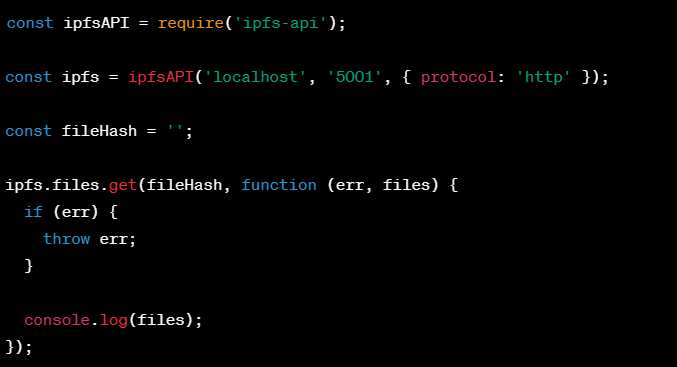 const ipfsAPI = require('ipfs-api');
const ipfs = ipfsAPI('localhost', '5001', { protocol: 'http' });
const fileHash = '';
ipfs.files.get(fileHash, function (err, files) {
  if (err) {
    throw err;
  }
  console.log(files);
});